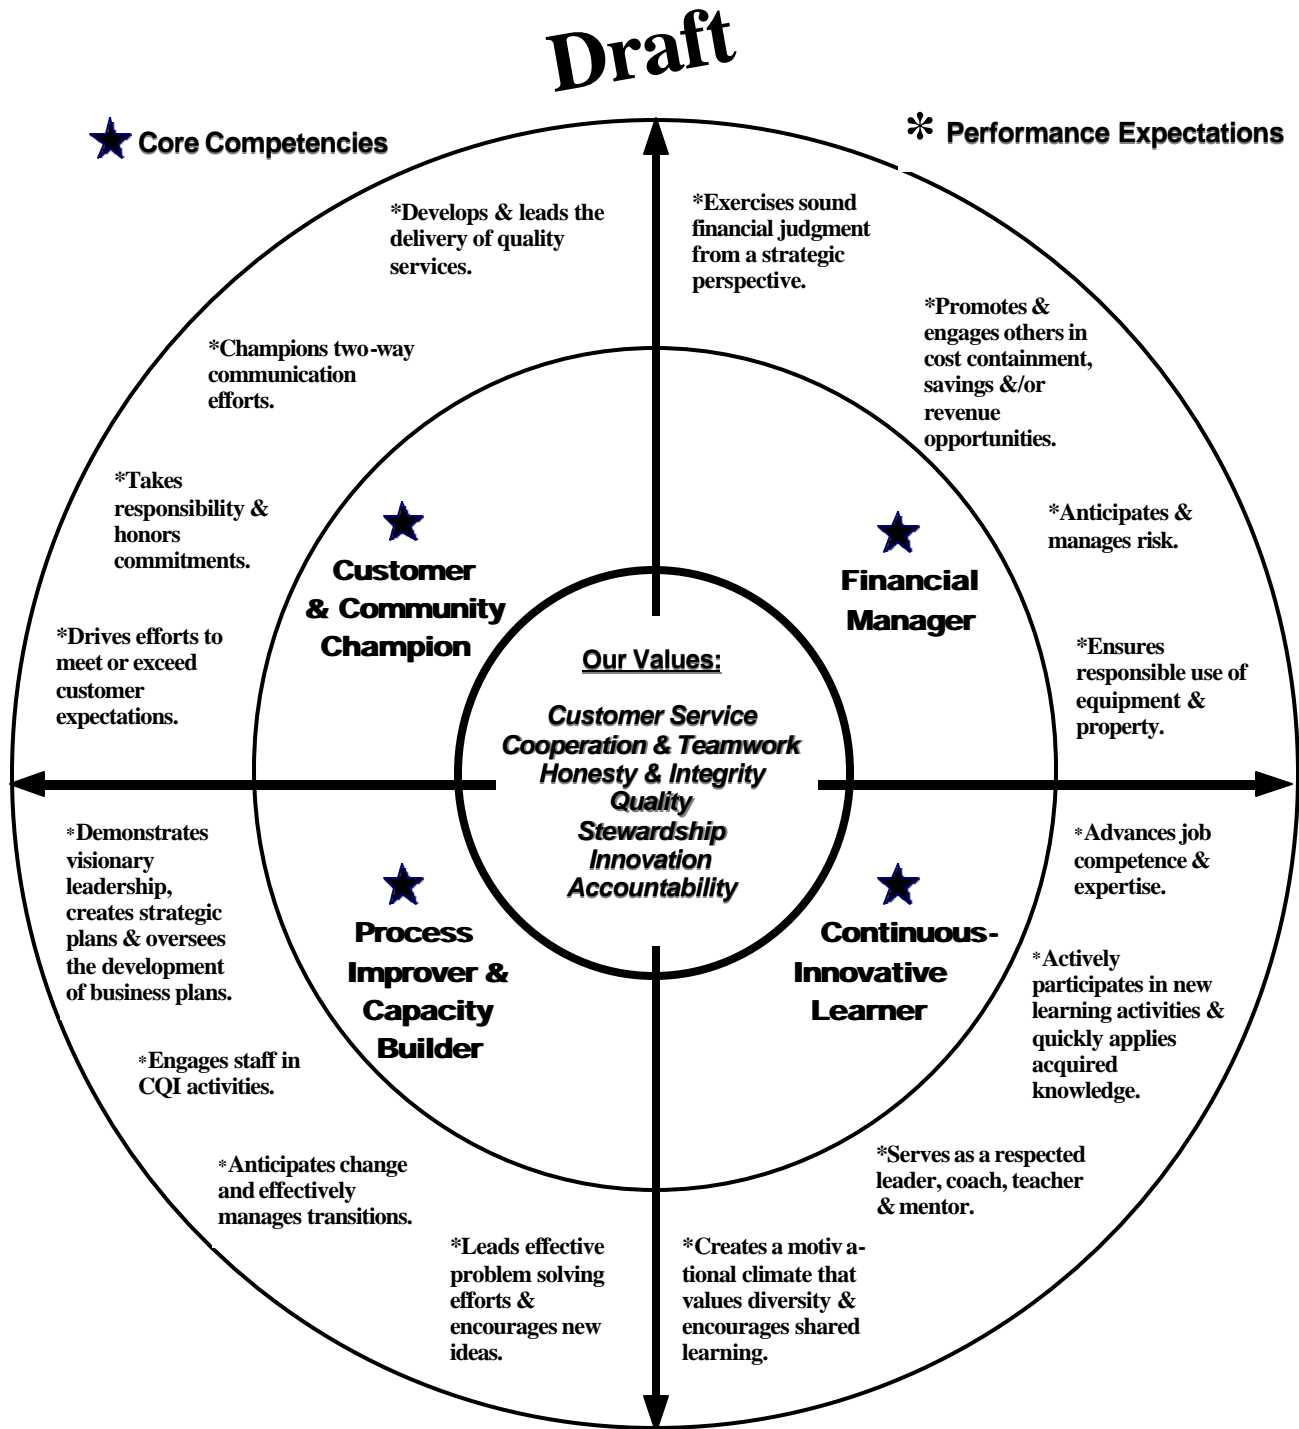 Draft
Core Competencies
* Performance Expectations
*Develops & leads the
delivery of quality
services.
*Exercises sound
financial judgment
from a strategic
perspective.
*Champions two-way
communication
efforts.
*Promotes &
engages others in
cost containment,
savings &/or
revenue
opportunities.
*Takes
responsibility &
honors
commitments.
*Anticipates &
manages risk.
*Drives efforts to
meet or exceed
customer
expectations.
*Ensures
responsible use of
equipment &
property.
Customer
& Community
Champion
Financial
Manager
Our Values:
Customer Service
Cooperation & Teamwork
Honesty & Integrity
Quality
Stewardship
Innovation
Accountability
Process
Improver &
Capacity
Builder
Continuous-
Innovative
Learner
*Demonstrates
visionary
leadership,
creates strategic
plans & oversees
the development
of business plans.
*Engages staff in
CQI activities.
*Anticipates change
and effectively
manages transitions.
*Leads effective
problem solving
efforts &
encourages new
ideas.
*Advances job
competence &
expertise.
*Actively
participates in new
learning activities &
quickly applies
acquired
knowledge.
*Serves as a respected
leader, coach, teacher
& mentor.
*Creates a motiv a-
tional climate that
values diversity &
encourages shared
learning.